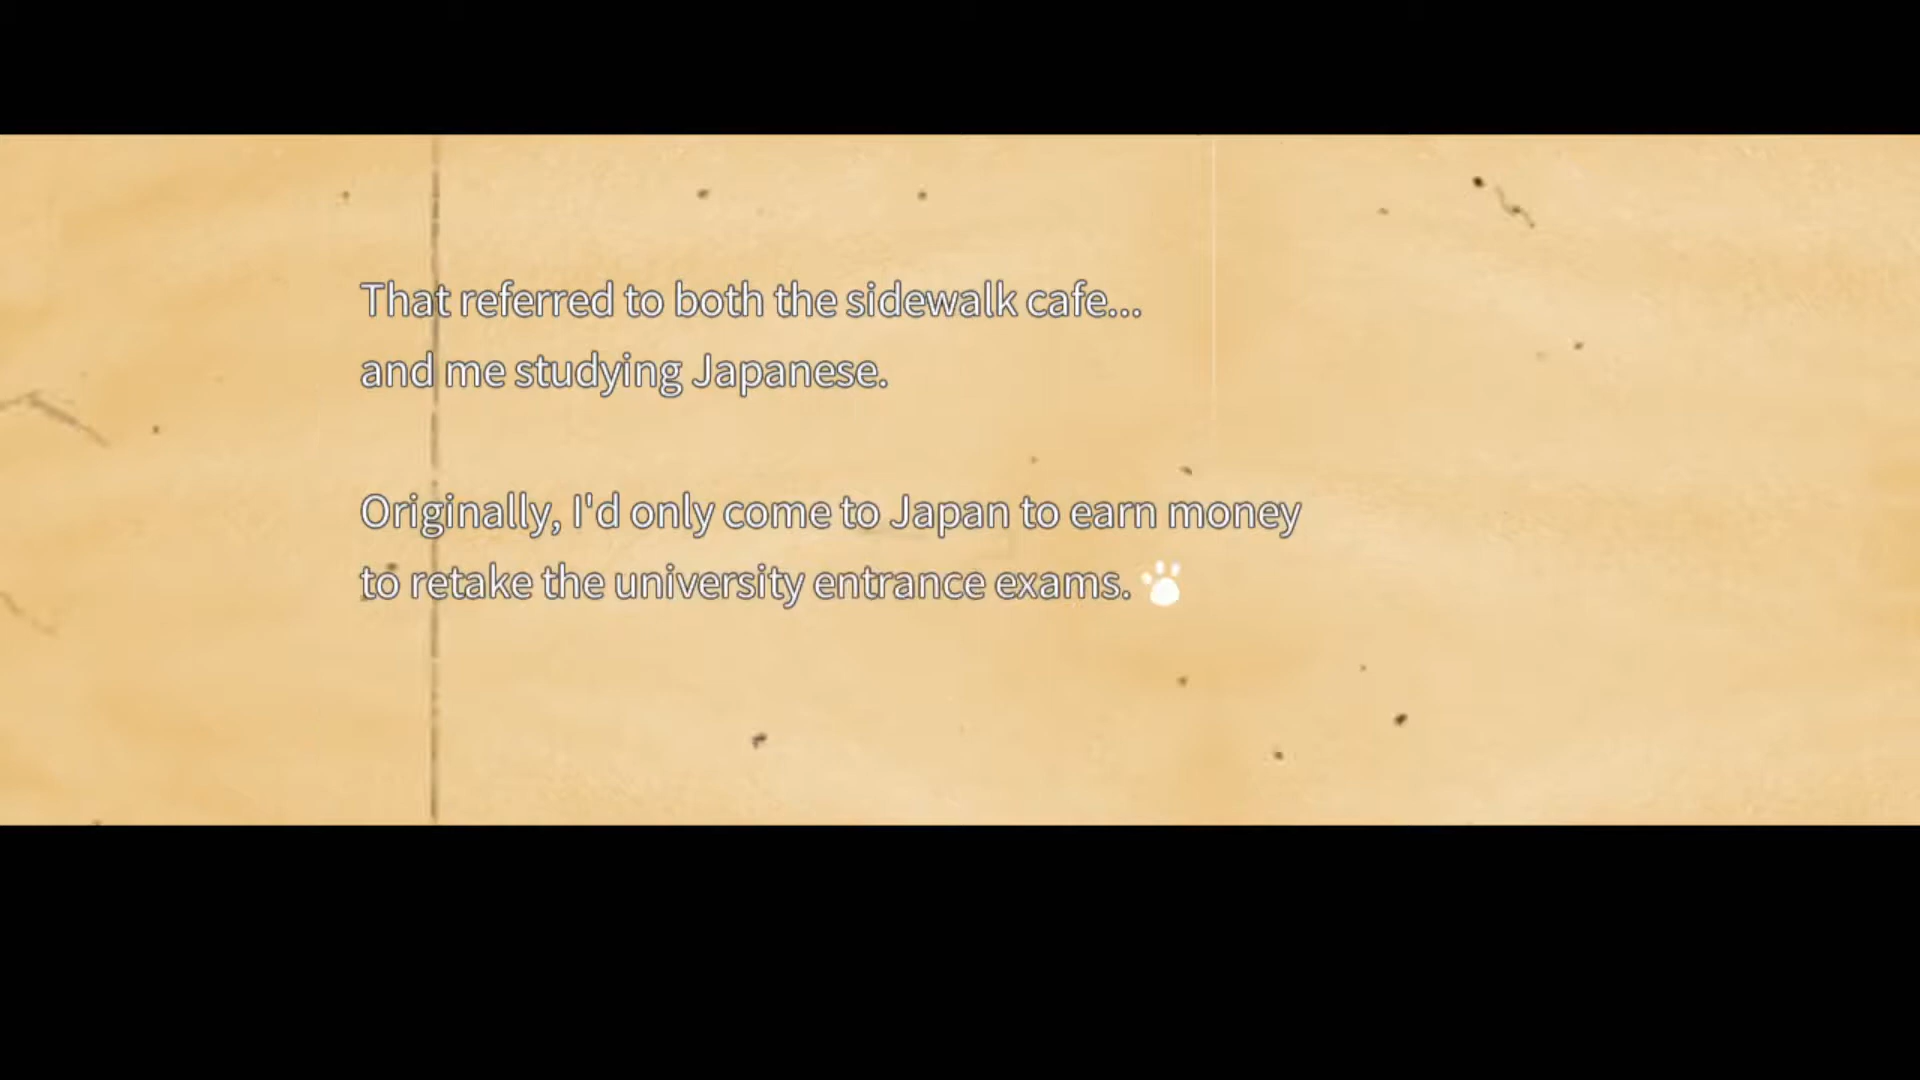 That referred to both the sidewalk cafe...
and me studying Japanese.
Originally, I'd only come to Japan to earn money
to retake the university entrance exams.